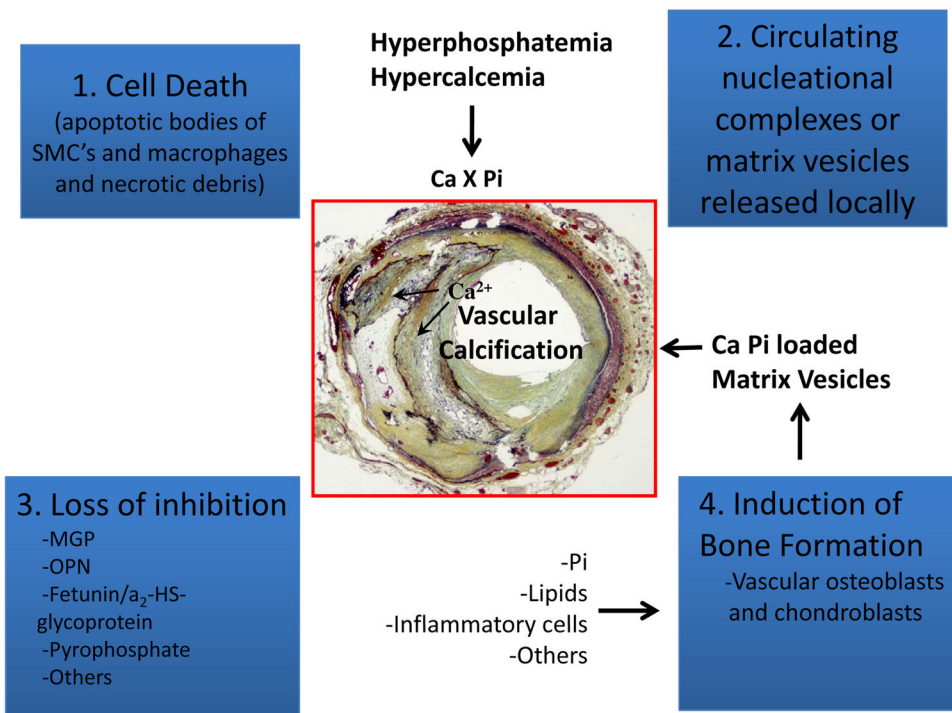 1. Cell Death
(apoptotic bodies of
SMC's and macrophages
and necrotic debris)
Hyperphosphatemia
Hypercalcemia
Ca X Pi
2. Circulating
nucleational
complexes or
matrix vesicles
released locally
Ca²⁺
Vascular
Calcification
Ca Pi loaded
Matrix Vesicles
3. Loss of inhibition
-MGP
-OPN
-Fetunin/a₂-HS-
glycoprotein
-Pyrophosphate
-Others
-Pi
-Lipids
-Inflammatory cells
-Others
4. Induction of
Bone Formation
-Vascular osteoblasts
and chondroblasts